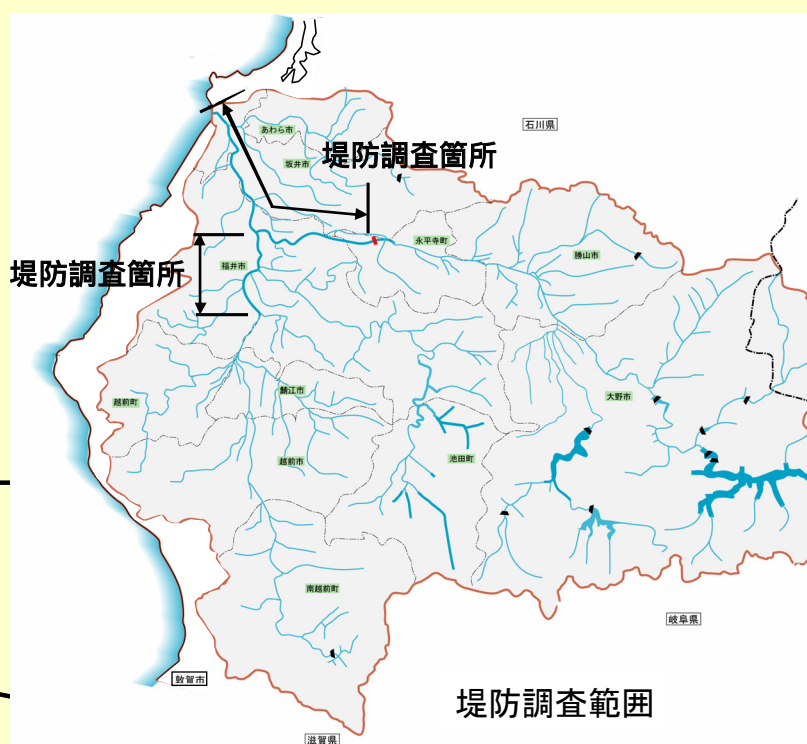 石川県
あわら市
堤防調査箇所
坂井市
永平寺町
勝山市
福井市
堤防調査箇所
鯖江市
大野市
越前町
越前市
池田町
南越前町
岐阜県
敦賀市
堤防調査範囲
滋賀県